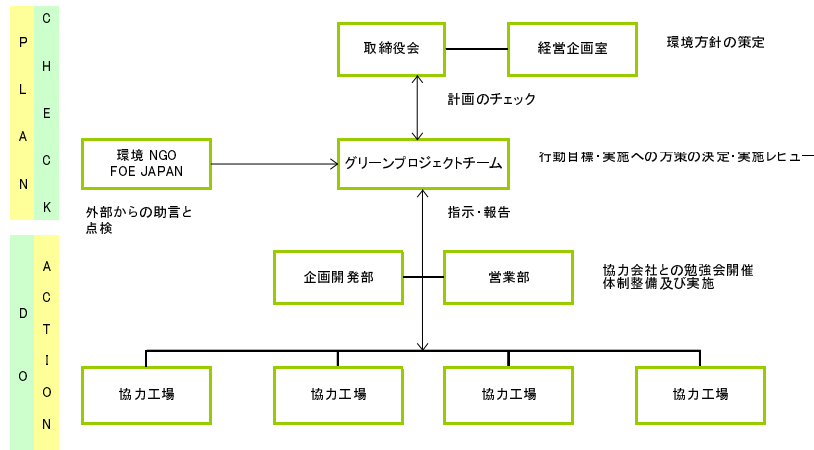 PLAN
CHECK
取締役会
経営企画室
環境方針の策定
計画のチェック
環境 NGO
FOE JAPAN
グリーンプロジェクトチーム
行動目標・実施への方策の決定・実施レビュー
外部からの助言と
点検
指示・報告
DO
ACTION
企画開発部
営業部
協力会社との勉強会開催
体制整備及び実施
協力工場
協力工場
協力工場
協力工場